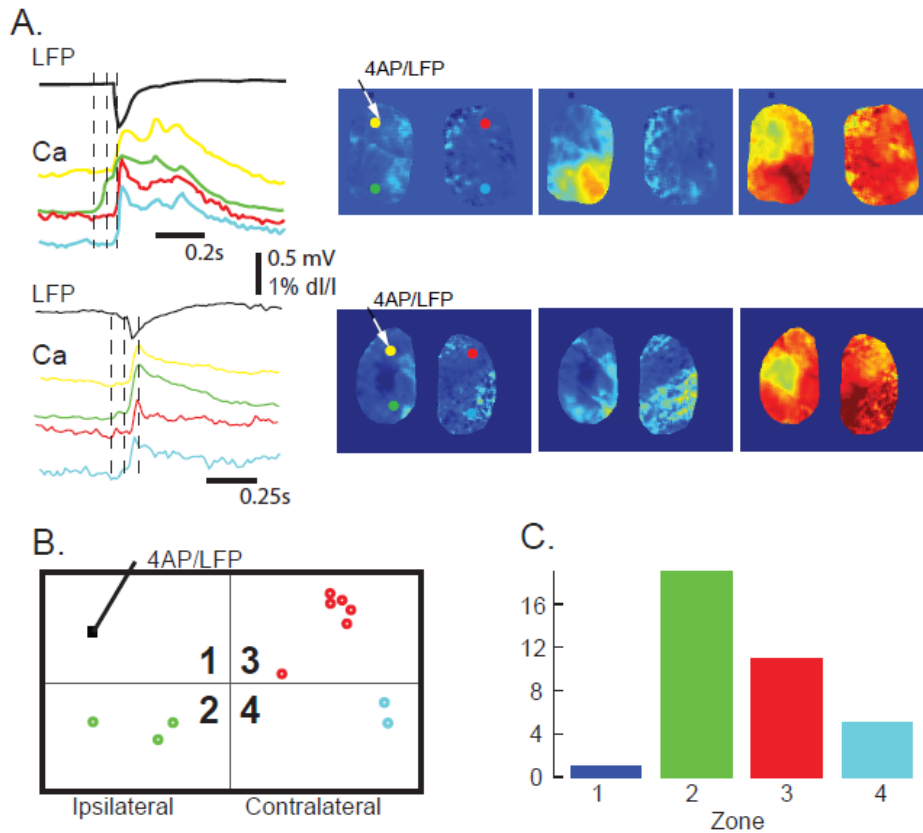 A.
LFP
Ca
0.2s
0.5 mV
1% dI/I
4AP/LFP
LFP
Ca
0.25s
4AP/LFP
B.
4AP/LFP
1 3
2 4
Ipsilateral Contralateral
C.
16
12
8
4
0
1 2 3 4
Zone